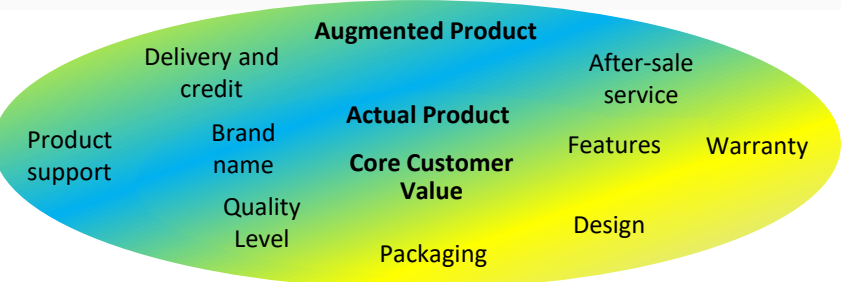 Augmented Product
Delivery and
credit
After-sale
service
Actual Product
Product
support
Brand
name
Features
Warranty
Core Customer
Value
Quality
Level
Design
Packaging